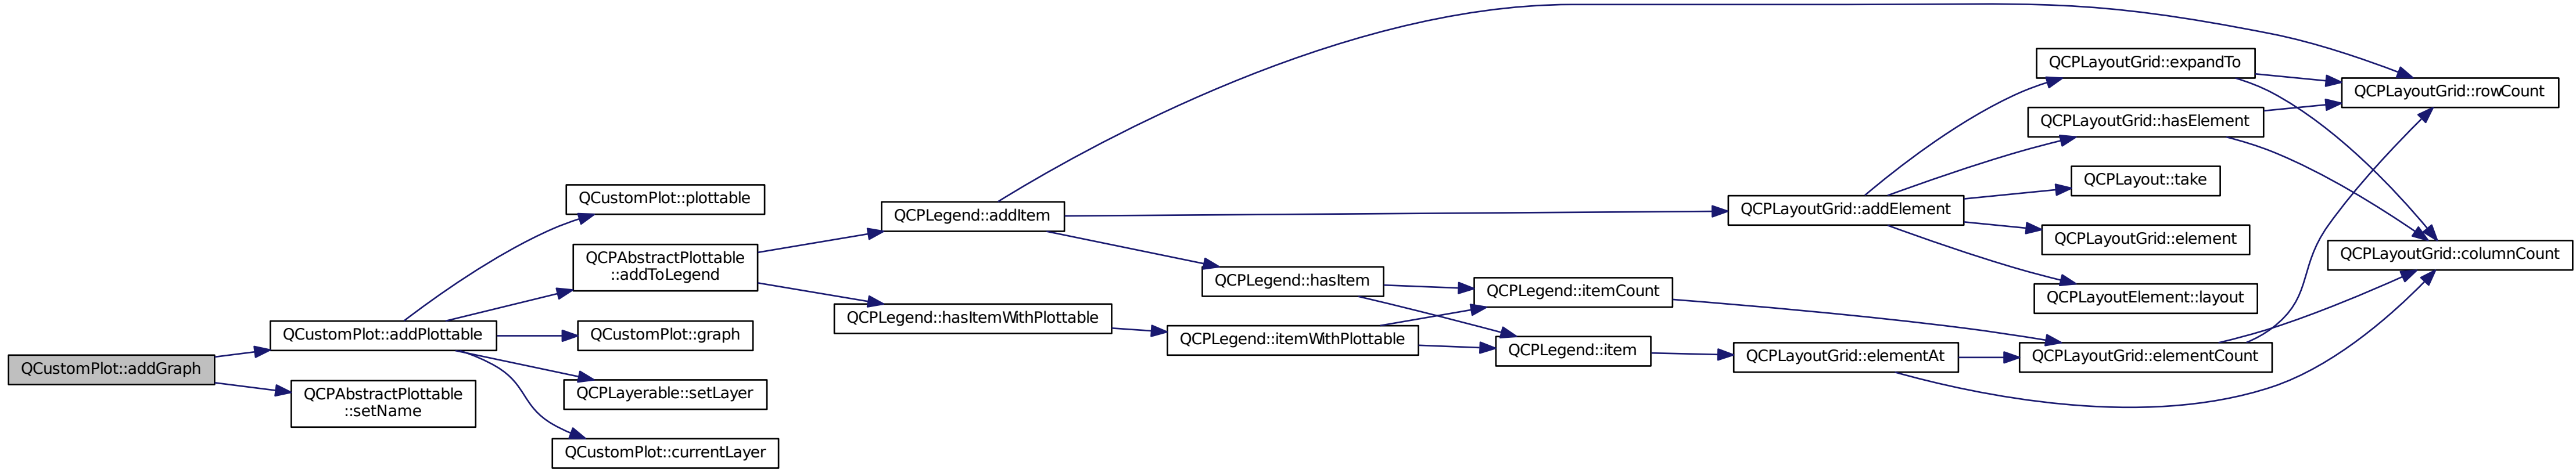 QCustomPlot::addGraph
QCustomPlot::addPlottable
QCPAbstractPlottable
::setName
QCustomPlot::plottable
QCPAbstractPlottable
::addToLegend
QCustomPlot::graph
QCPLayerable::setLayer
QCustomPlot::currentLayer
QCPLegend::addItem
QCPLegend::hasItemWithPlottable
QCPLegend::hasItem
QCPLegend::itemWithPlottable
QCPLegend::itemCount
QCPLegend::item
QCPLayoutGrid::addElement
QCPLayoutGrid::elementAt
QCPLayoutGrid::expandTo
QCPLayoutGrid::hasElement
QCPLayout::take
QCPLayoutGrid::element
QCPLayoutElement::layout
QCPLayoutGrid::elementCount
QCPLayoutGrid::rowCount
QCPLayoutGrid::columnCount